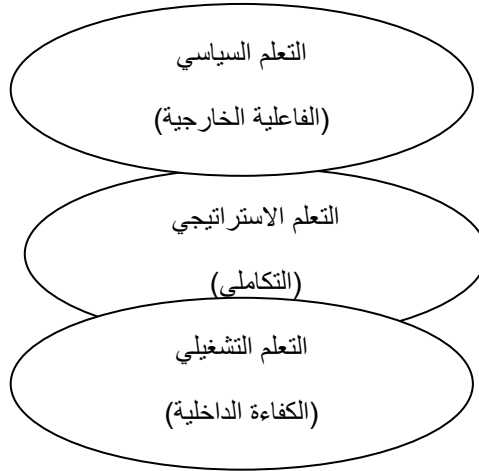 التعلم السياسي
(الفاعلية الخارجية)
التعلم الاستراتيجي
(التكاملي)
التعلم التشغيلي
(الكفاءة الداخلية)